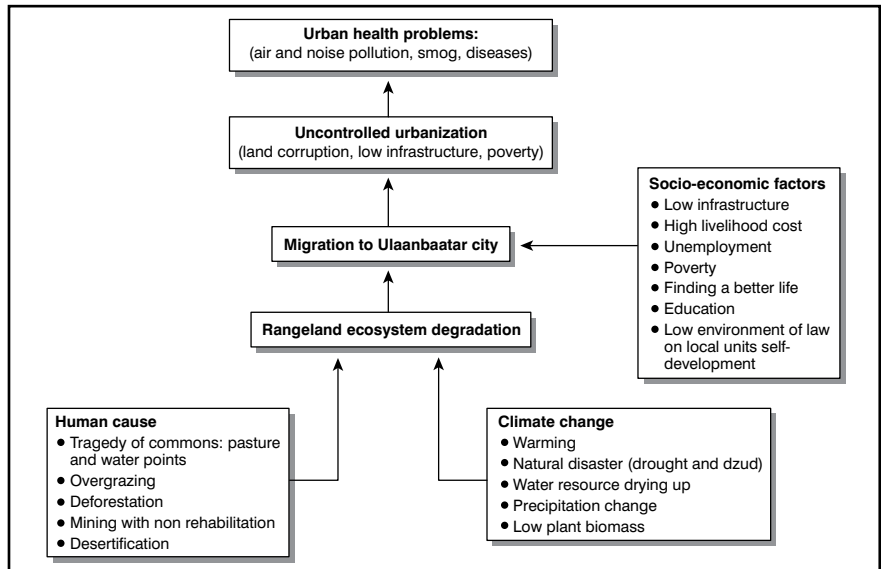 Urban health problems:
(air and noise pollution, smog, diseases)
Uncontrolled urbanization
(land corruption, low infrastructure, poverty)
Migration to Ulaanbaatar city
Socio-economic factors
● Low infrastructure
● High livelihood cost
● Unemployment
● Poverty
● Finding a better life
● Education
● Low environment of law
on local units self-
development
Rangeland ecosystem degradation
Human cause
● Tragedy of commons: pasture
and water points
● Overgrazing
● Deforestation
● Mining with non rehabilitation
● Desertification
Climate change
● Warming
● Natural disaster (drought and dzud)
● Water resource drying up
● Precipitation change
● Low plant biomass